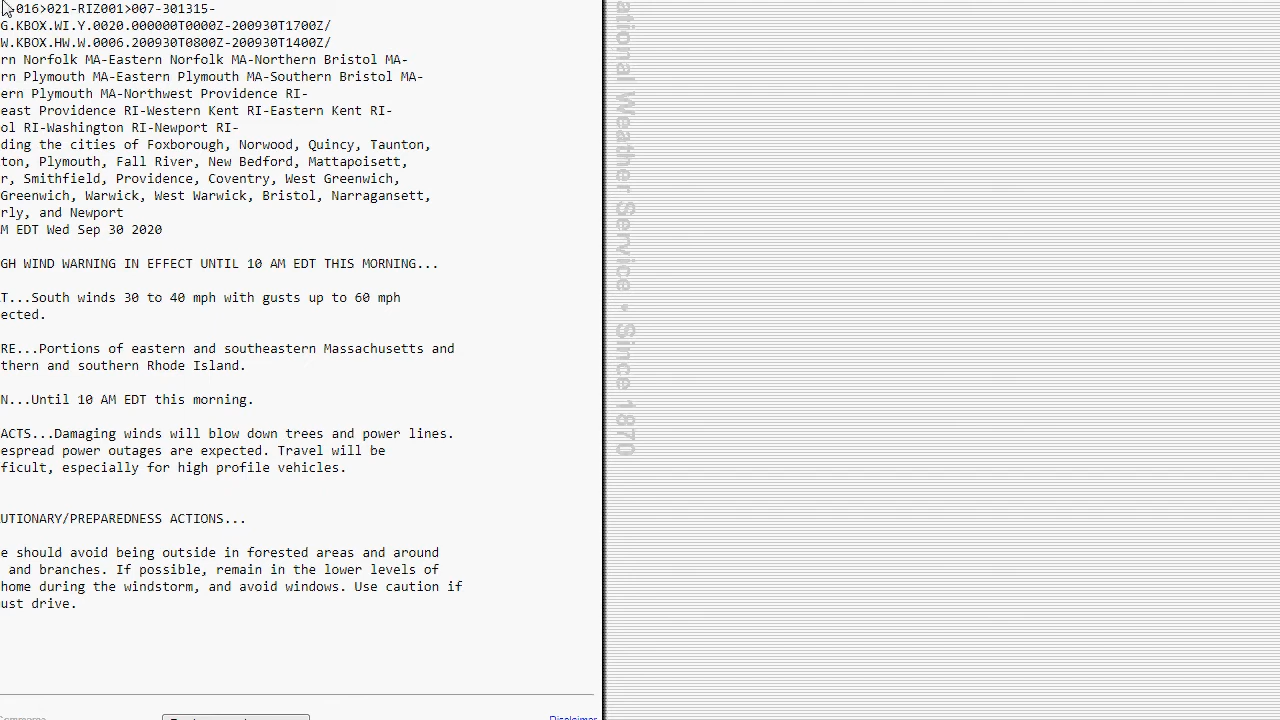 016>021-RIZ001>007-301315-
.KBOX.WI.Y.0020.000000T0000Z-200930T1700Z/
W.KBOX.HW.W.0006.200930T0800Z-200930T1400Z/
rn Norfolk MA-Eastern Norfolk MA-Northern Bristol MA-
rn Plymouth MA-Eastern Plymouth MA-Southern Bristol MA-
ern Plymouth MA-Northwest Providence RI-
east Providence RI-Western Kent RI-Eastern Kent RI-
ol RI-Washington RI-Newport RI-
ding the cities of Foxborough, Norwood, Quincy, Taunton,
ton, Plymouth, Fall River, New Bedford, Mattapoisett,
r, Smithfield, Providence, Coventry, West Greenwich,
Greenwich, Warwick, West Warwick, Bristol, Narragansett,
rly, and Newport
M EDT Wed Sep 30 2020
GH WIND WARNING IN EFFECT UNTIL 10 AM EDT THIS MORNING...
T...South winds 30 to 40 mph with gusts up to 60 mph
ected.
RE...Portions of eastern and southeastern Massachusetts and
thern and southern Rhode Island.
N...Until 10 AM EDT this morning.
ACTS...Damaging winds will blow down trees and power lines.
espread power outages are expected. Travel will be
ficult, especially for high profile vehicles.
UTIONARY/PREPAREDNESS ACTIONS...
e should avoid being outside in forested areas and around
and branches. If possible, remain in the lower levels of
home during the windstorm, and avoid windows. Use caution if
ust drive.
Disclaimer
ational Weather Service • Since 1870